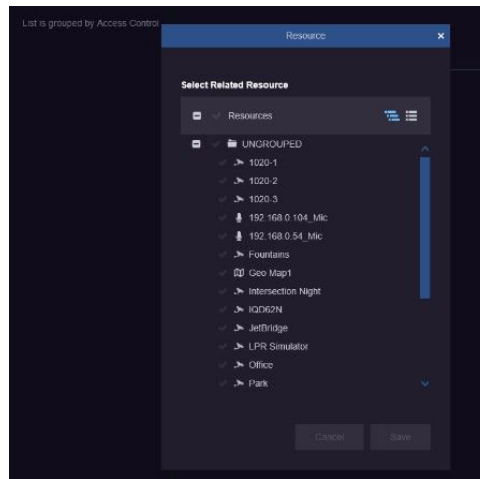 List is grouped by Access Control
Resource
Select Related Resource
Resources
UNGROUPED
1020-1
1020-2
1020-3
192.168.0.104_Mic
192.168.0.54_Mic
Fountains
Geo Map1
Intersection Night
IQD62N
JetBridge
LPR Simulator
Office
Park
Cancel Save